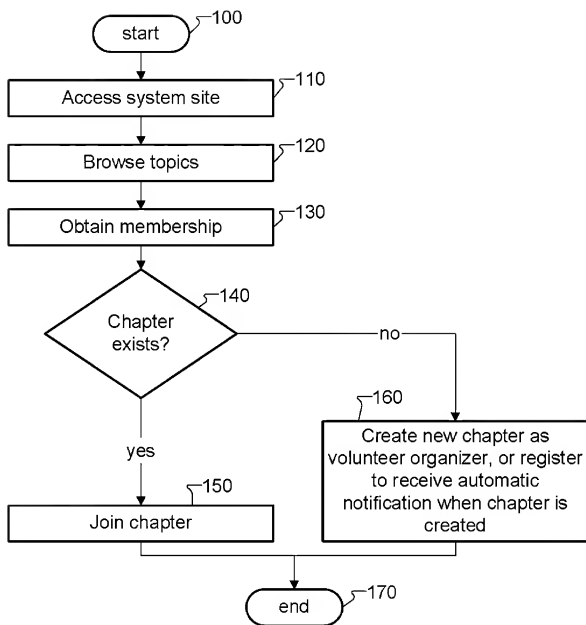 start
100
110
Access system site
120
Browse topics
130
Obtain membership
140
Chapter
exists?
no
yes
160
Create new chapter as
volunteer organizer, or register
to receive automatic
notification when chapter is
created
150
Join chapter
end
170